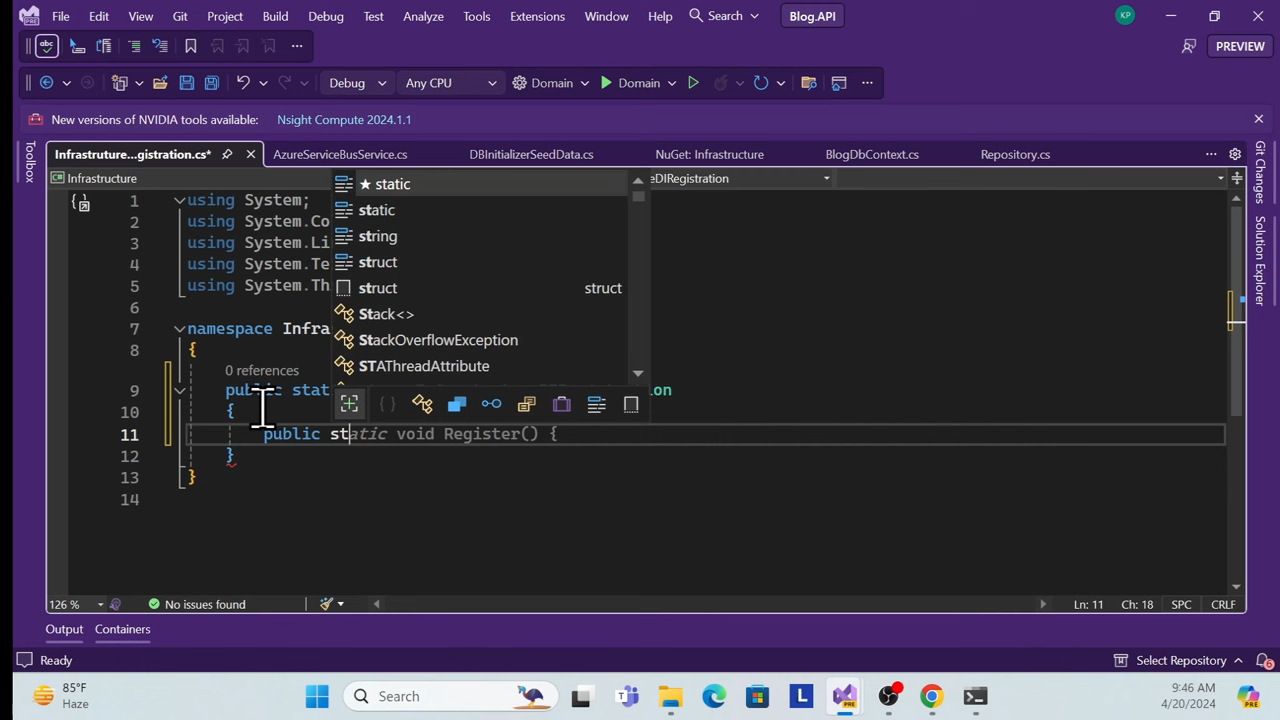 File Edit View Git Project Build Debug Test Analyze Tools Extensions Window Help Search Blog.API KP
abc PREVIEW
Debug Any CPU Domain Domain
New versions of NVIDIA tools available: Nsight Compute 2024.1.1
Toolbox
Infrastruture...gistration.cs* AzureServiceBusService.cs DBInitializerSeedData.cs NuGet: Infrastructure BlogDbContext.cs Repository.cs
Git Changes
Solution Explorer
Infrastructure eDIRegistration
★ static
static
string
struct
struct struct
Stack<>
StackOverflowException
STAThreadAttribute
1 using System;
2 using System.Co
3 using System.Li
4 using System.Te
5 using System.Th
6
7 namespace Infra
8 {
0 references
9 public stat on
10 {
11 public static void Register() {
12 }
13 }
14
126 % No issues found Ln: 11 Ch: 18 SPC CRLF
Output Containers
Ready Select Repository 6
85°F
Haze
Search
L
PRE
9:46 AM
4/20/2024
PRE